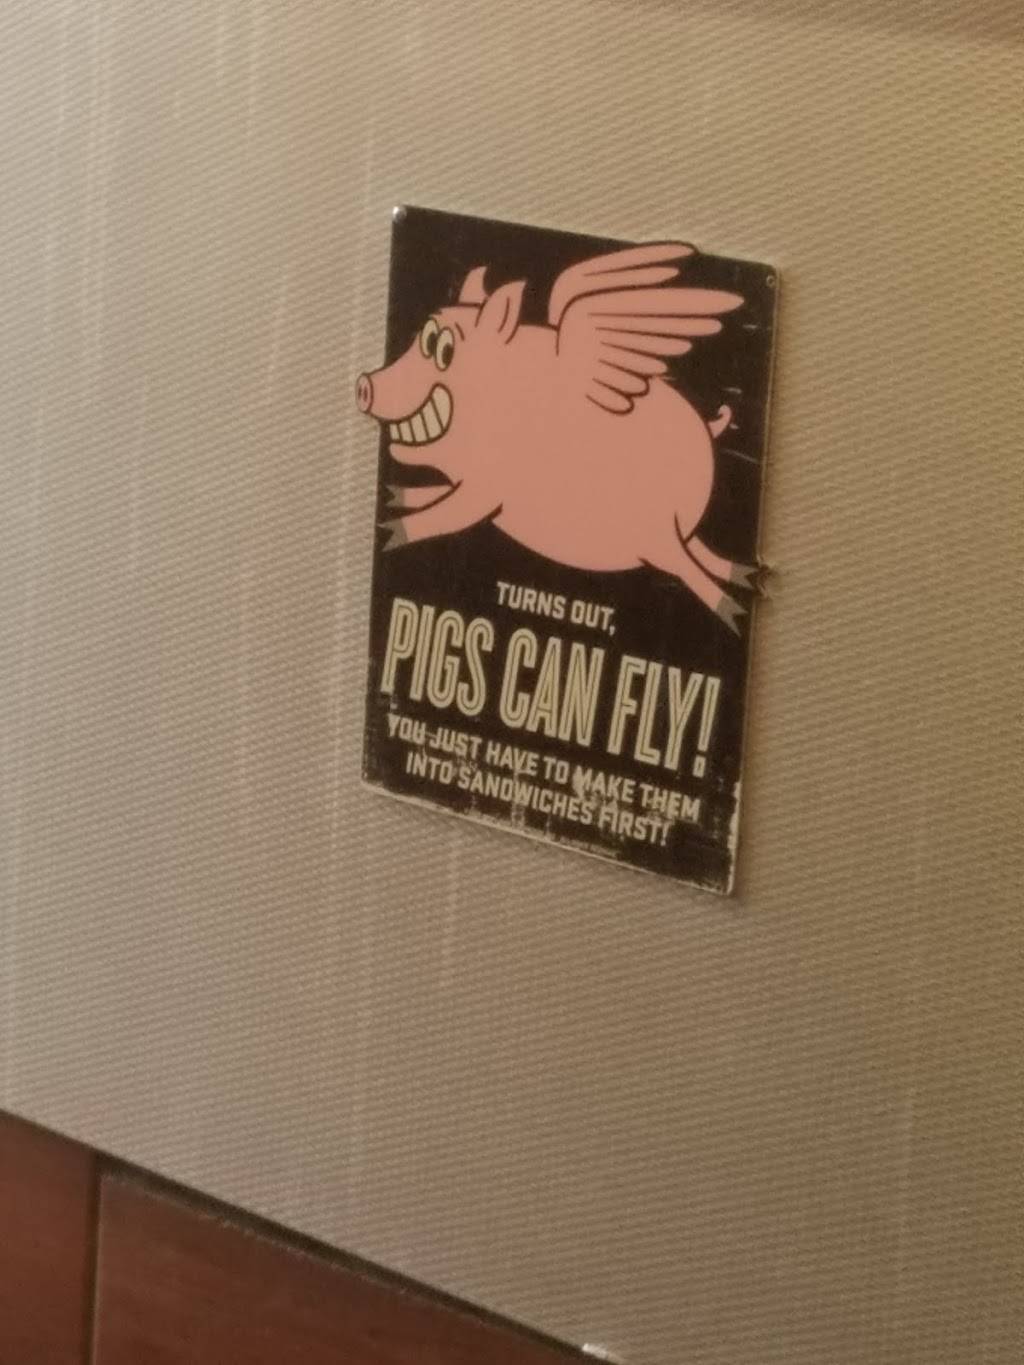 TURNS OUT,
PIGS CAN FLY!
YOU JUST HAVE TO MAKE THEM
INTO SANDWICHES FIRST!